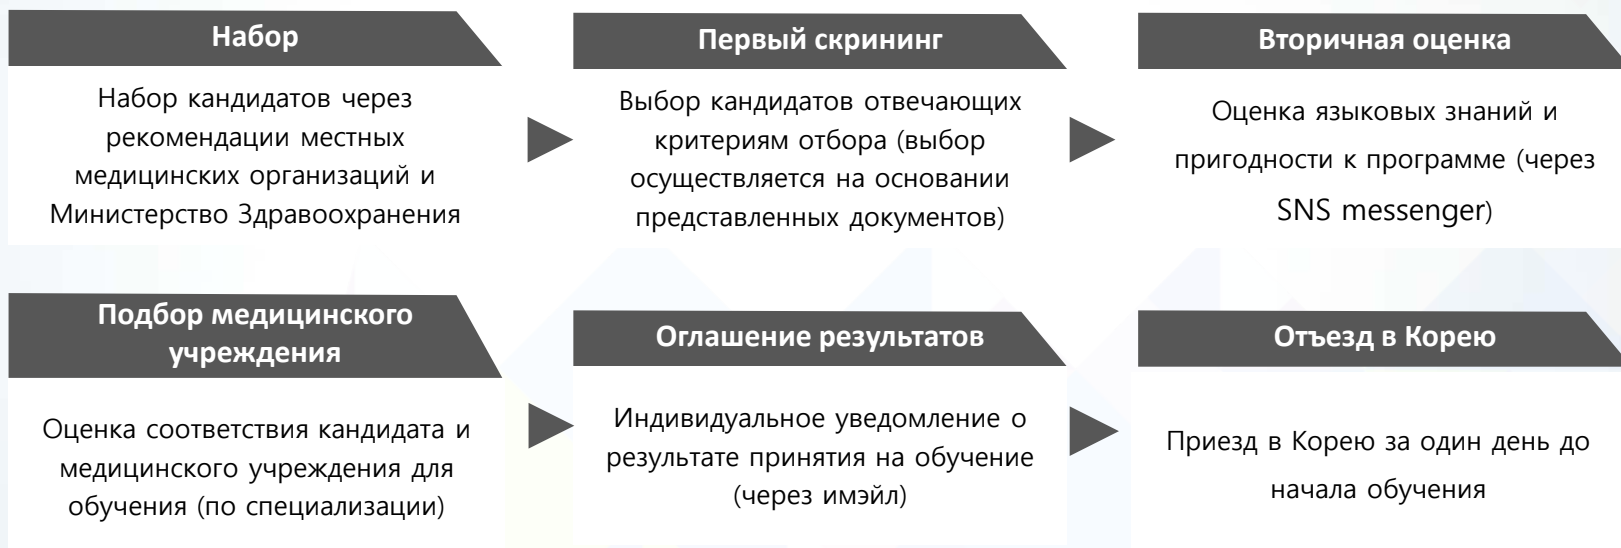 Набор
Набор кандидатов через
рекомендации местных
медицинских организаций и
Министерство Здравоохранения
Первый скрининг
Выбор кандидатов отвечающих
критериям отбора (выбор
осуществляется на основании
представленных документов)
Вторичная оценка
Оценка языковых знаний и
пригодности к программе (через
SNS messenger)
Подбор медицинского
учреждения
Оценка соответствия кандидата и
медицинского учреждения для
обучения (по специализации)
Оглашение результатов
Индивидуальное уведомление о
результате принятия на обучение
(через имэйл)
Отъезд в Корею
Приезд в Корею за один день до
начала обучения